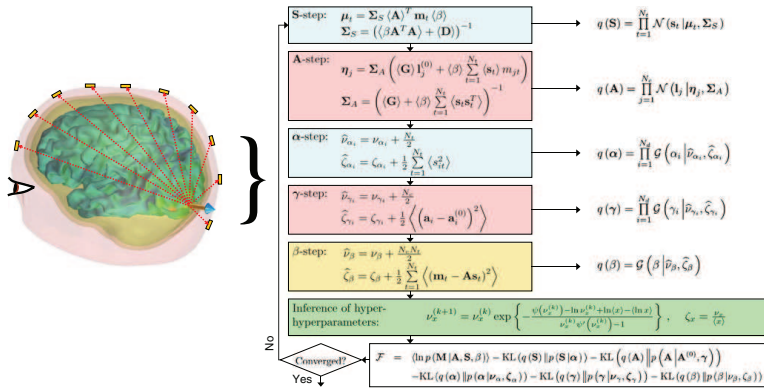 S-step: μ_t = Σ_S ⟨A⟩^T m_t ⟨β⟩
Σ_S = (⟨βA^T A⟩ + ⟨D⟩)^{-1}
q (S) = ∏_{t=1}^{N_t} N (s_t | μ_t, Σ_S)
A-step: η_j = Σ_A (⟨G⟩ l_j^{(0)} + ⟨β⟩ ∑_{t=1}^{N_t} ⟨s_t⟩ m_{jt})
Σ_A = (⟨G⟩ + ⟨β⟩ ∑_{t=1}^{N_t} ⟨s_t s_t^T⟩)^{-1}
q (A) = ∏_{j=1}^{N_c} N (l_j | η_j, Σ_A)
α-step: ν̂_{α_i} = ν_{α_i} + N_t/2
ζ̂_{α_i} = ζ_{α_i} + 1/2 ∑_{t=1}^{N_t} ⟨s_{it}^2⟩
q (α) = ∏_{i=1}^{N_d} G (α_i | ν̂_{α_i}, ζ̂_{α_i})
γ-step: ν̂_{γ_i} = ν_{γ_i} + N_c/2
ζ̂_{γ_i} = ζ_{γ_i} + 1/2 ⟨(a_i − a_i^{(0)})^2⟩
q (γ) = ∏_{i=1}^{N_d} G (γ_i | ν̂_{γ_i}, ζ̂_{γ_i})
β-step: ν̂_β = ν_β + N_c N_t/2
ζ̂_β = ζ_β + 1/2 ∑_{t=1}^{N_t} ⟨(m_t − As_t)^2⟩
q (β) = G (β | ν̂_β, ζ̂_β)
Inference of hyper-
hyperparameters: ν_x^{(k+1)} = ν_x^{(k)} exp {− (ψ(ν_x^{(k)}) − ln ν_x^{(k)} + ln⟨x⟩ − ⟨ln x⟩) / (ν_x^{(k)} ψ′(ν_x^{(k)}) − 1)} , ζ_x = ν_x/⟨x⟩
No
Converged?
Yes
F = ⟨ln p (M | A, S, β)⟩ − KL (q (S) || p (S | α)) − KL (q (A) || p (A | A^{(0)}, γ))
−KL (q (α) || p (α | ν_α, ζ_α)) − KL (q (γ) || p (γ | ν_γ, ζ_γ)) − KL (q (β) || p (β | ν_β, ζ_β))